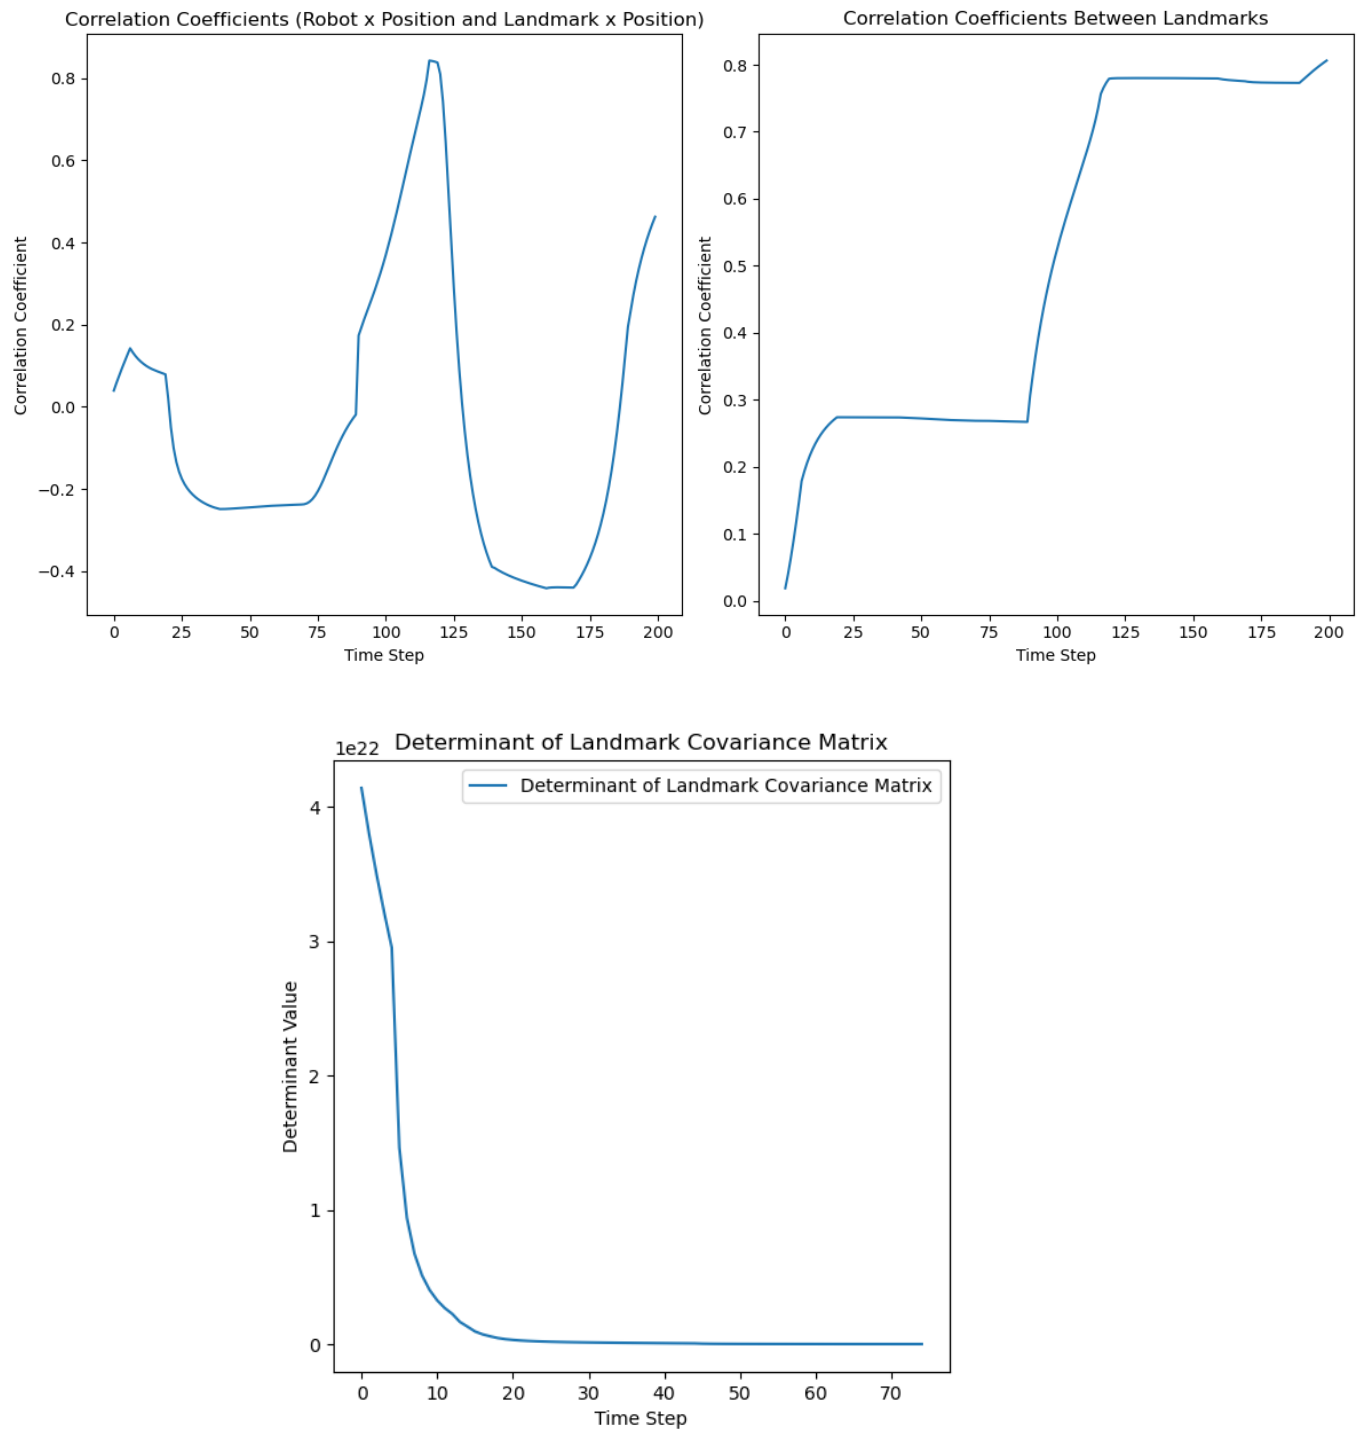 Correlation Coefficients (Robot x Position and Landmark x Position)
0.8
0.6
0.4
0.2
0.0
−0.2
−0.4
Correlation Coefficient
0 25 50 75 100 125 150 175 200
Time Step
Correlation Coefficients Between Landmarks
0.8
0.7
0.6
0.5
0.4
0.3
0.2
0.1
0.0
Correlation Coefficient
0 25 50 75 100 125 150 175 200
Time Step
Determinant of Landmark Covariance Matrix
1e22
Determinant of Landmark Covariance Matrix
4
3
2
1
0
Determinant Value
0 10 20 30 40 50 60 70
Time Step